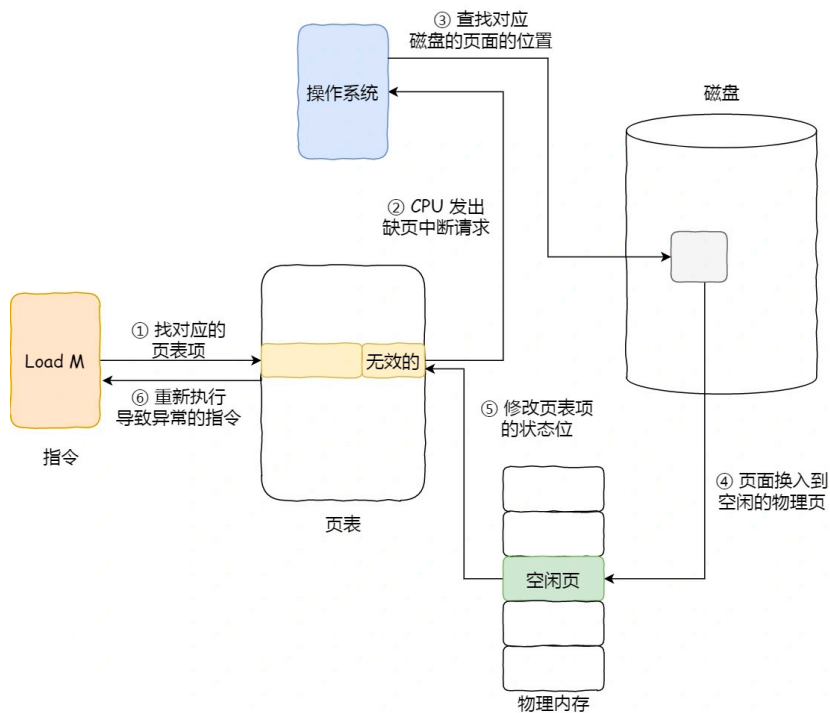 ③ 查找对应
磁盘的页面的位置
操作系统
磁盘
② CPU 发出
缺页中断请求
① 找对应的
页表项
Load M
无效的
⑥ 重新执行
导致异常的指令
⑤ 修改页表项
的状态位
指令
④ 页面换入到
空闲的物理页
页表
空闲页
物理内存